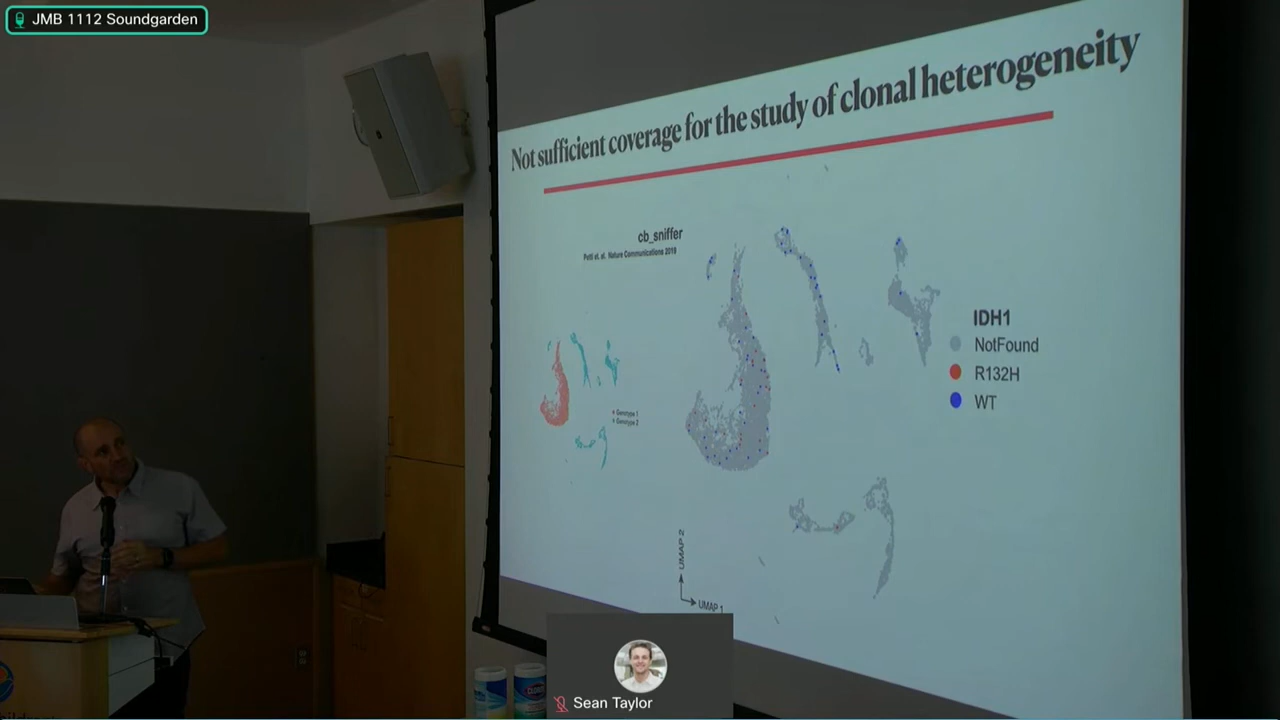 JMB 1112 Soundgarden
Not sufficient coverage for the study of clonal heterogeneity
cb_sniffer
Petti et. al. Nature Communications 2019
IDH1
NotFound
R132H
WT
Genotype 1
Genotype 2
UMAP 2
UMAP 1
Sean Taylor